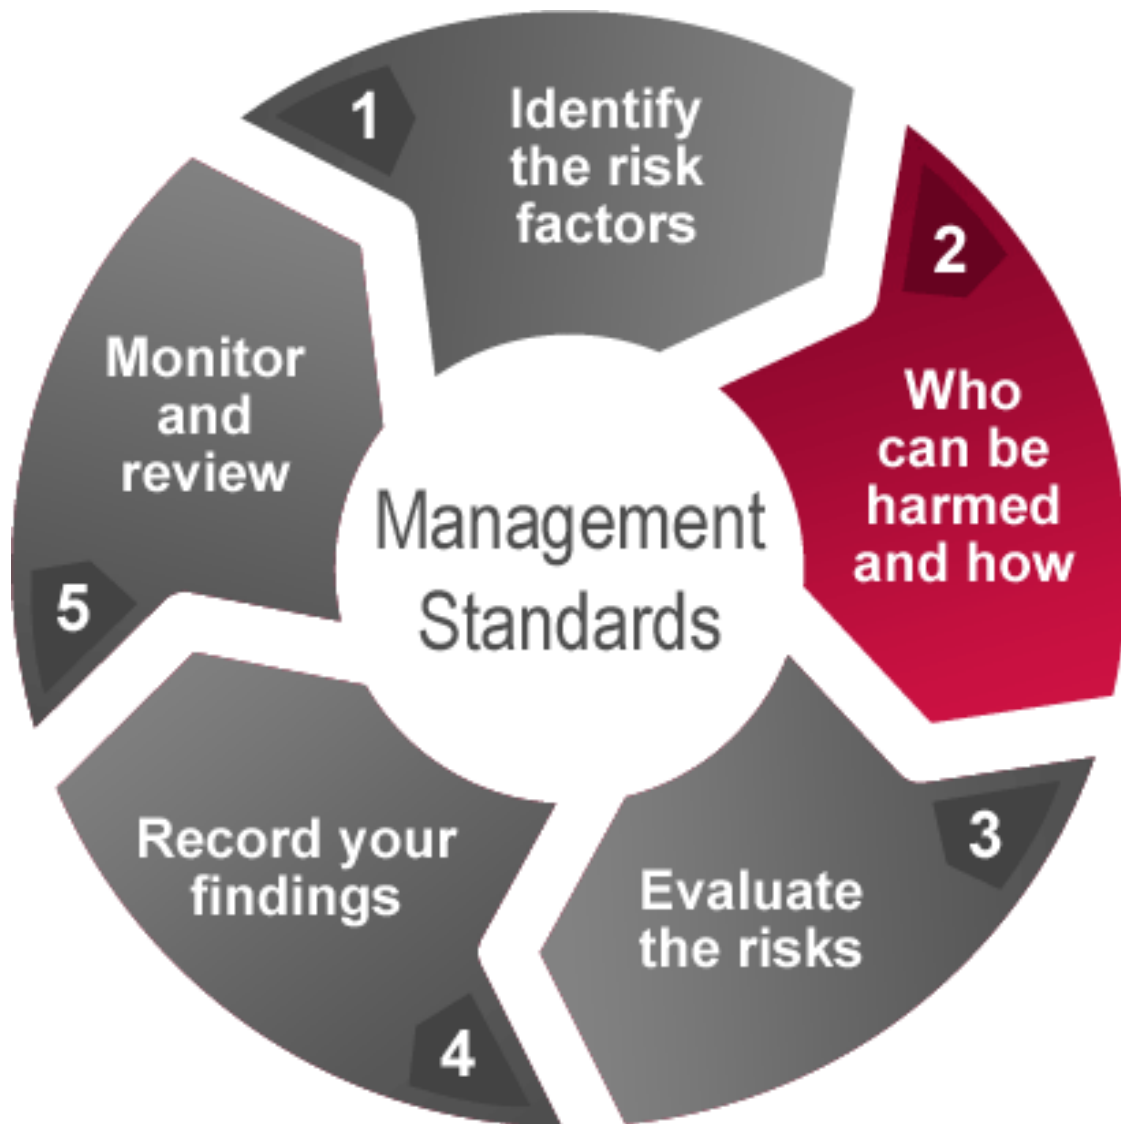 1
Identify
the risk
factors
2
Who
can be
harmed
and how
3
Evaluate
the risks
4
Record your
findings
5
Monitor
and
review
Management
Standards